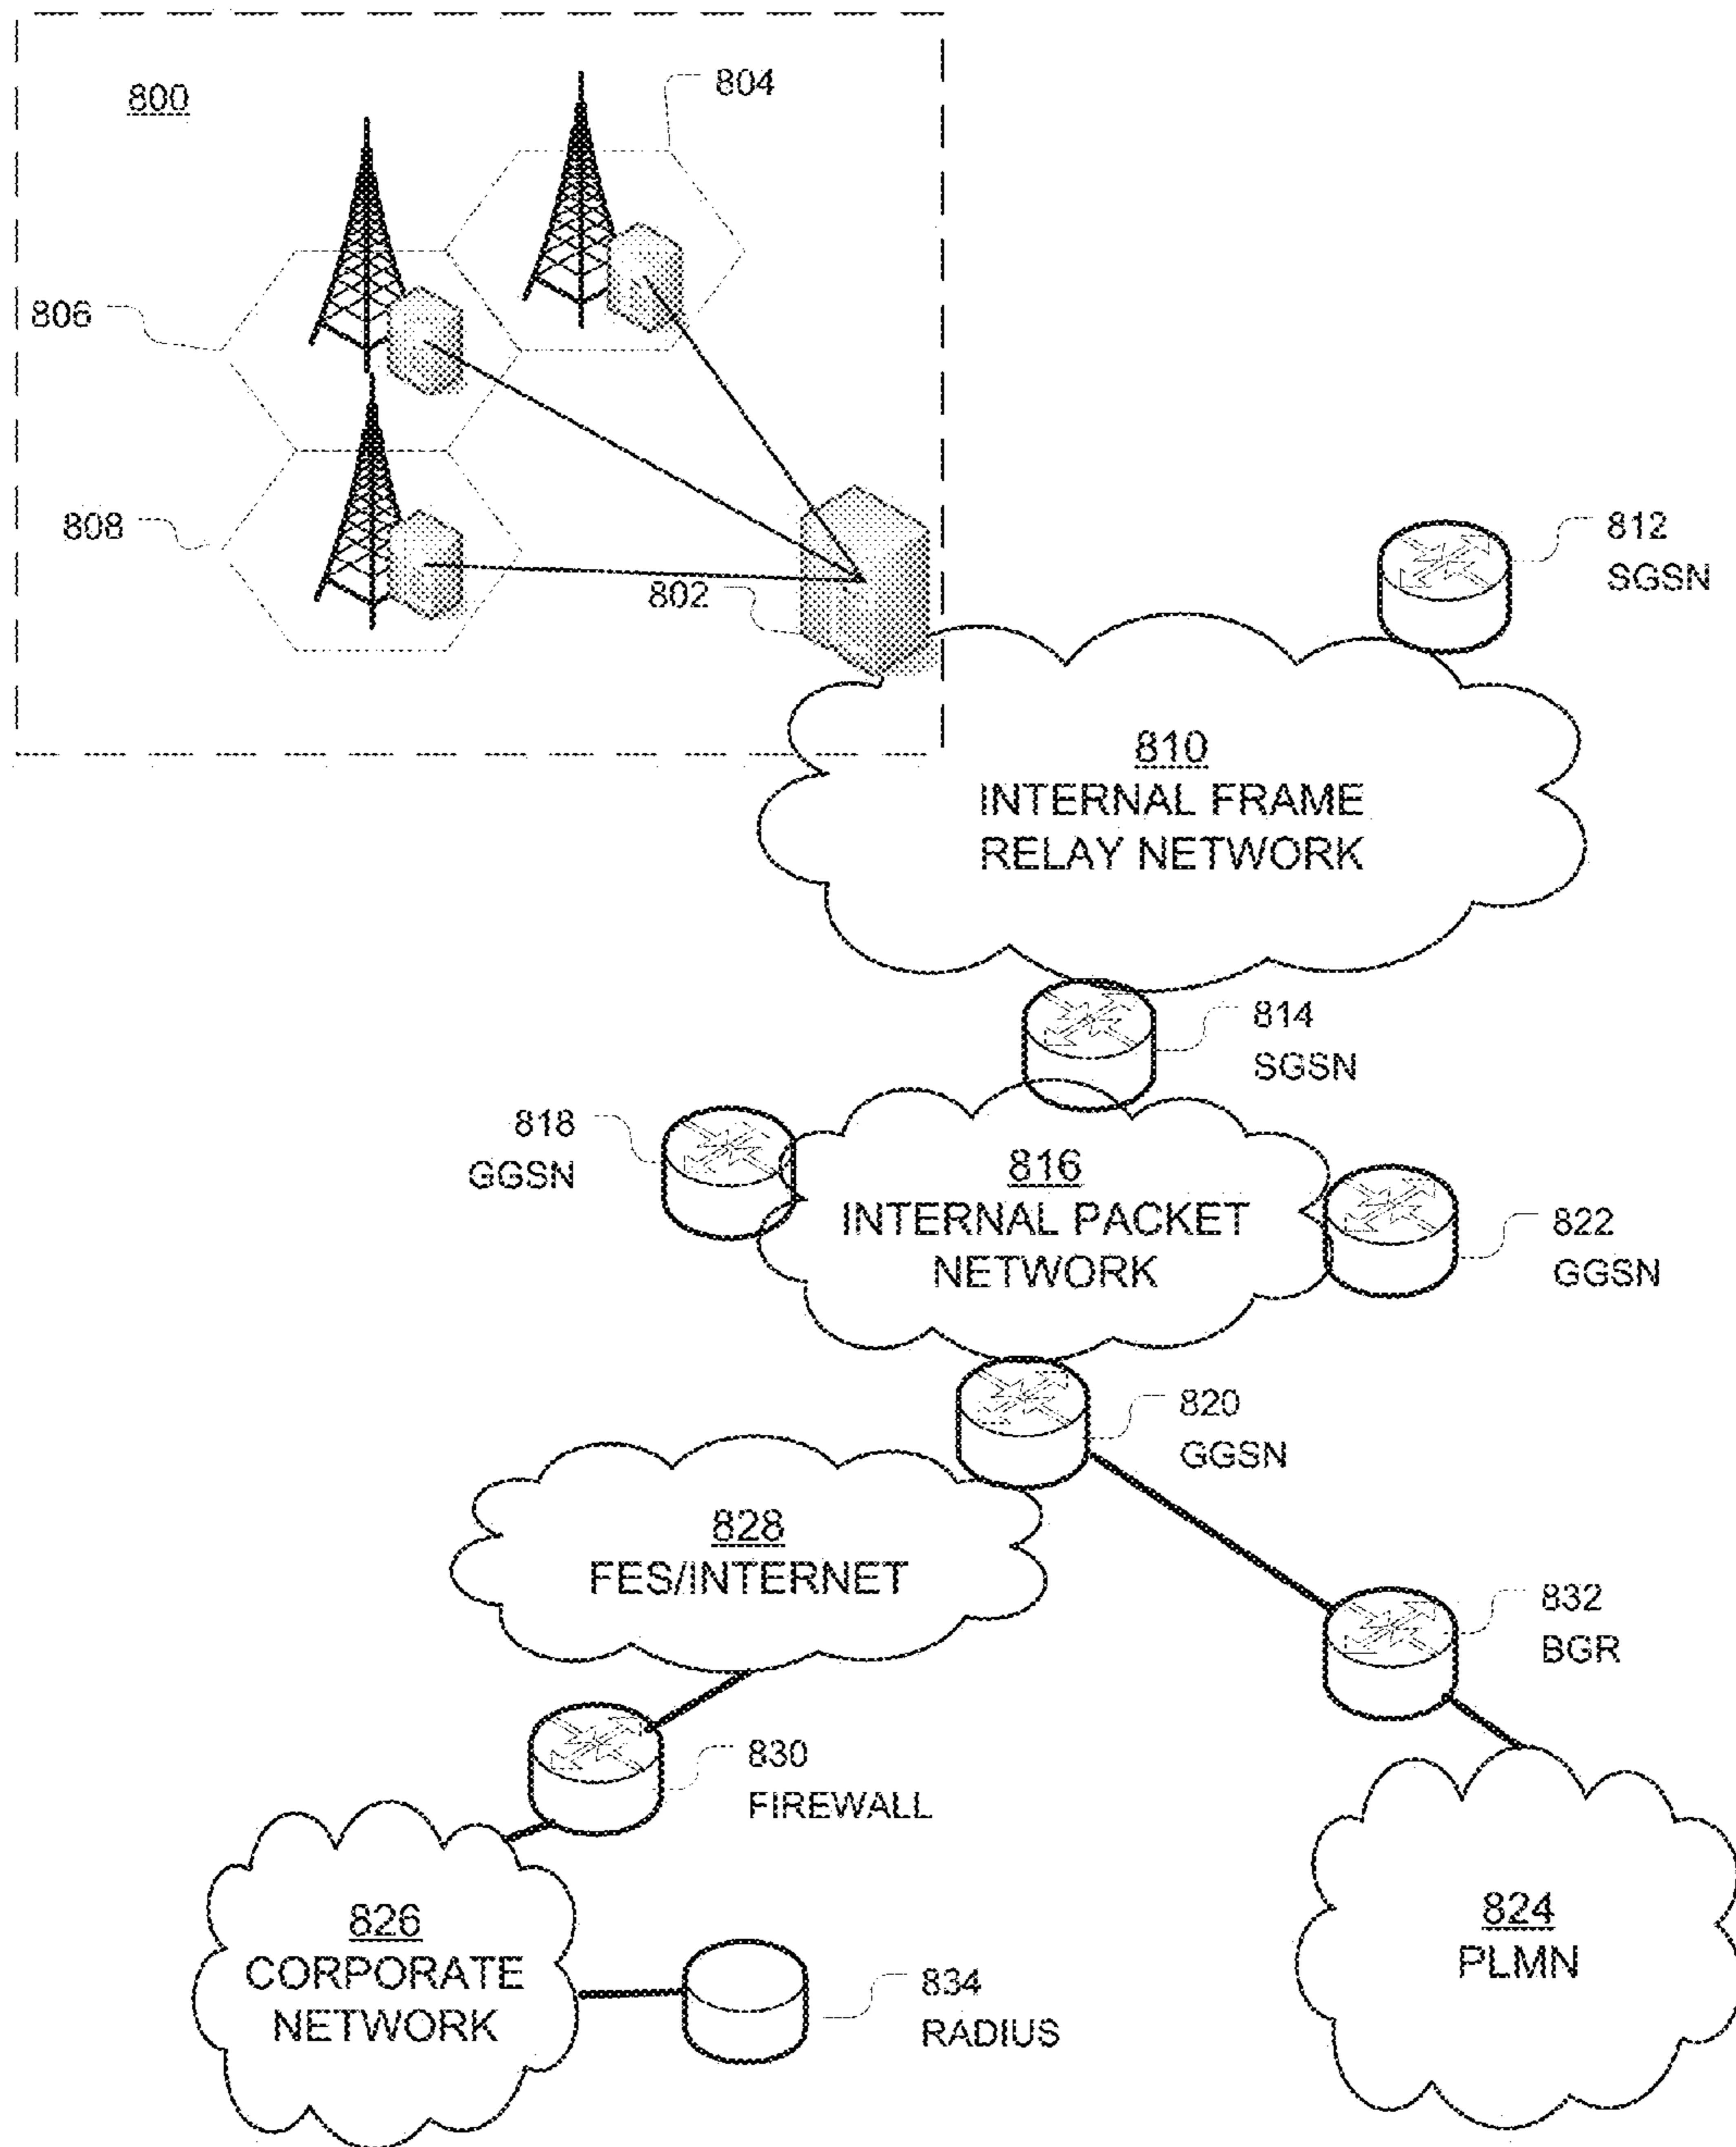 800
804
806
808
802
812
SGSN
810
INTERNAL FRAME
RELAY NETWORK
814
SGSN
818
GGSN
816
INTERNAL PACKET
NETWORK
822
GGSN
820
GGSN
828
FES/INTERNET
832
BGR
830
FIREWALL
826
CORPORATE
NETWORK
834
RADIUS
824
PLMN